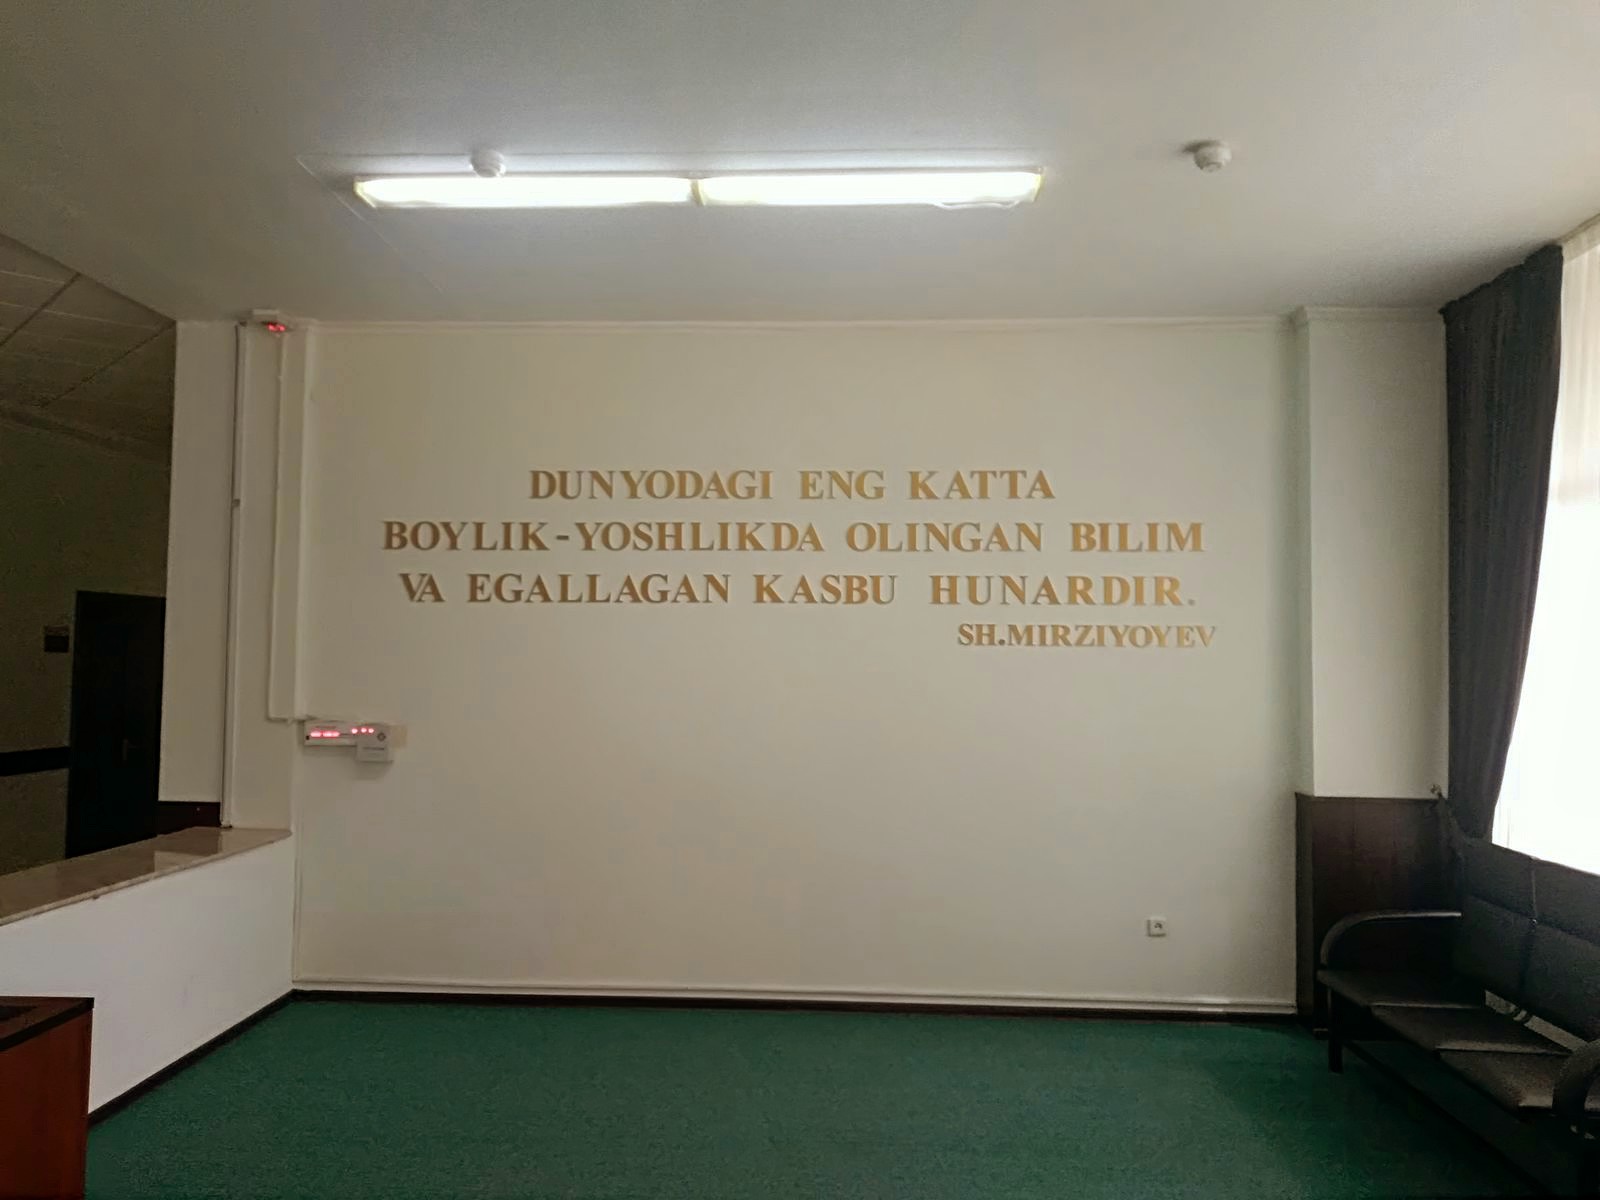 DUNYODAGI ENG KATTA
BOYLIK-YOSHLIKDA OLINGAN BILIM
VA EGALLAGAN KASBU HUNARDIR.
SH.MIRZIYOYEV